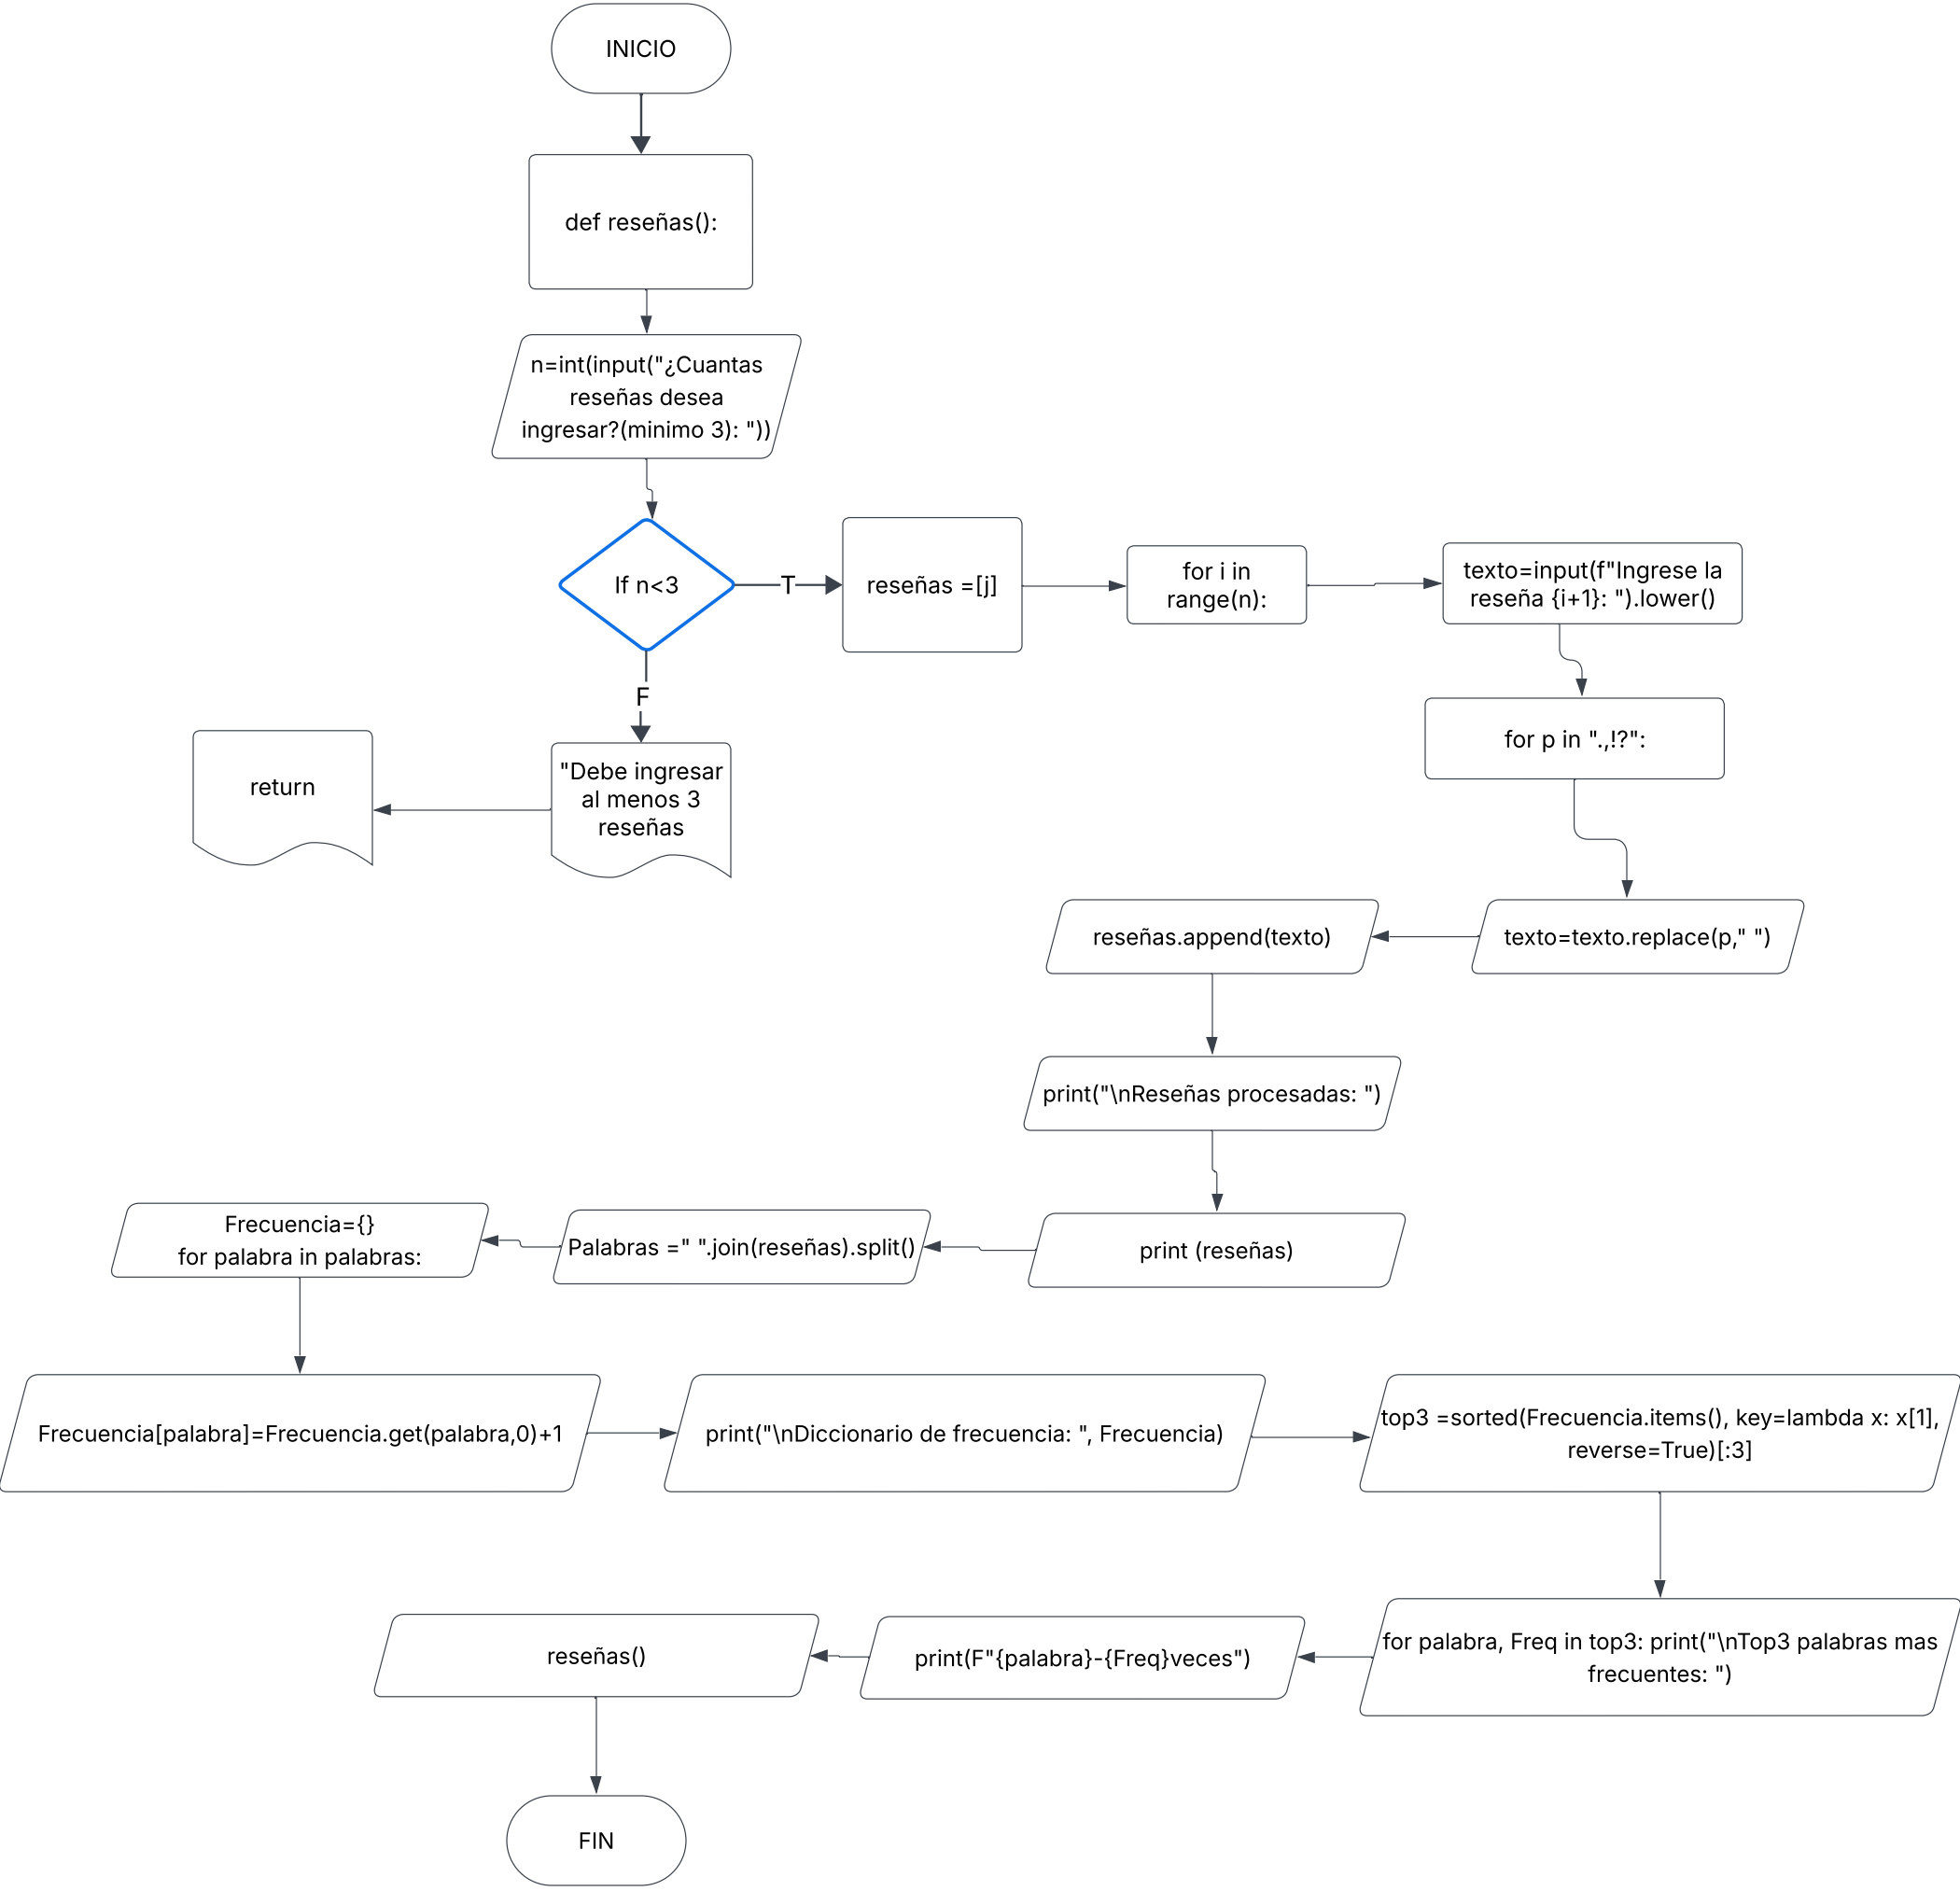 INICIO
def reseñas():
n=int(input("¿Cuantas
reseñas desea
ingresar?(minimo 3): "))
If n<3
T
reseñas =[j]
for i in
range(n):
texto=input(f"Ingrese la
reseña {i+1}: ").lower()
F
"Debe ingresar
al menos 3
reseñas
return
for p in ".,!?":
texto=texto.replace(p," ")
reseñas.append(texto)
print("\nReseñas procesadas: ")
print (reseñas)
Palabras =" ".join(reseñas).split()
Frecuencia={}
for palabra in palabras:
Frecuencia[palabra]=Frecuencia.get(palabra,0)+1
print("\nDiccionario de frecuencia: ", Frecuencia)
top3 =sorted(Frecuencia.items(), key=lambda x: x[1],
reverse=True)[:3]
for palabra, Freq in top3: print("\nTop3 palabras mas
frecuentes: ")
print(F"{palabra}-{Freq}veces")
reseñas()
FIN